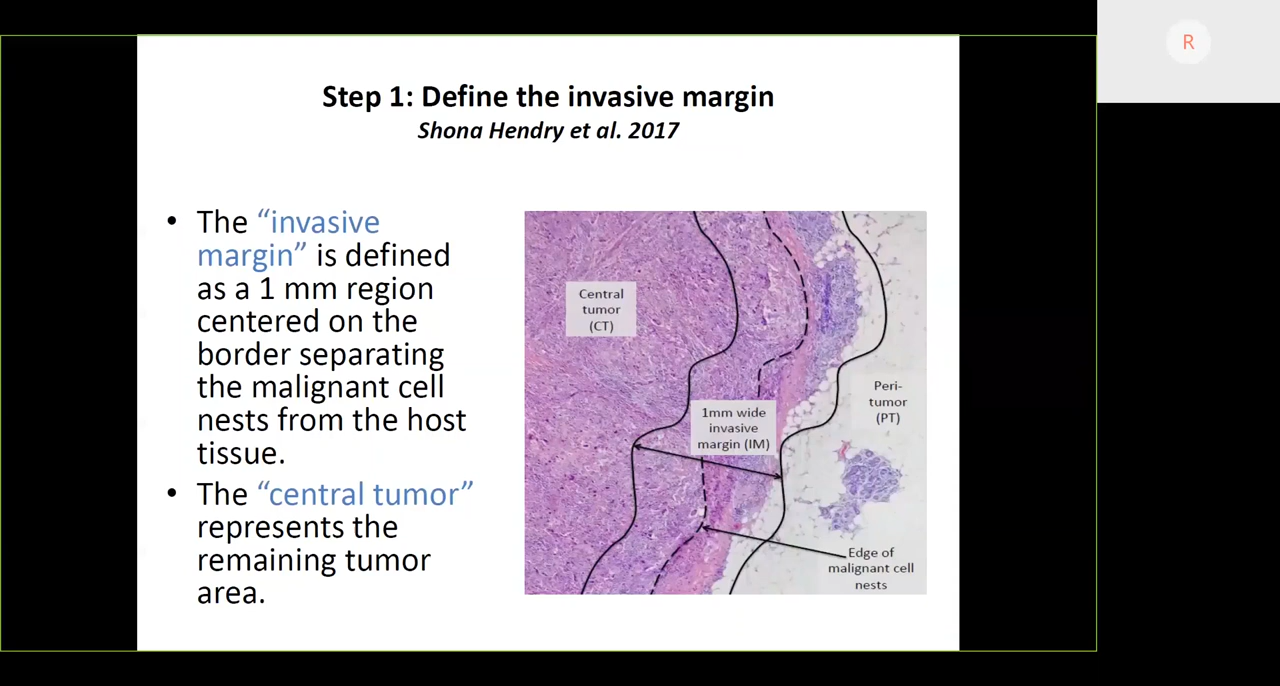 R
Step 1: Define the invasive margin
Shona Hendry et al. 2017
• The “invasive
margin” is defined
as a 1 mm region
centered on the
border separating
the malignant cell
nests from the host
tissue.
• The “central tumor”
represents the
remaining tumor
area.
Central
tumor
(CT)
1mm wide
invasive
margin (IM)
Peri-
tumor
(PT)
Edge of
malignant cell
nests